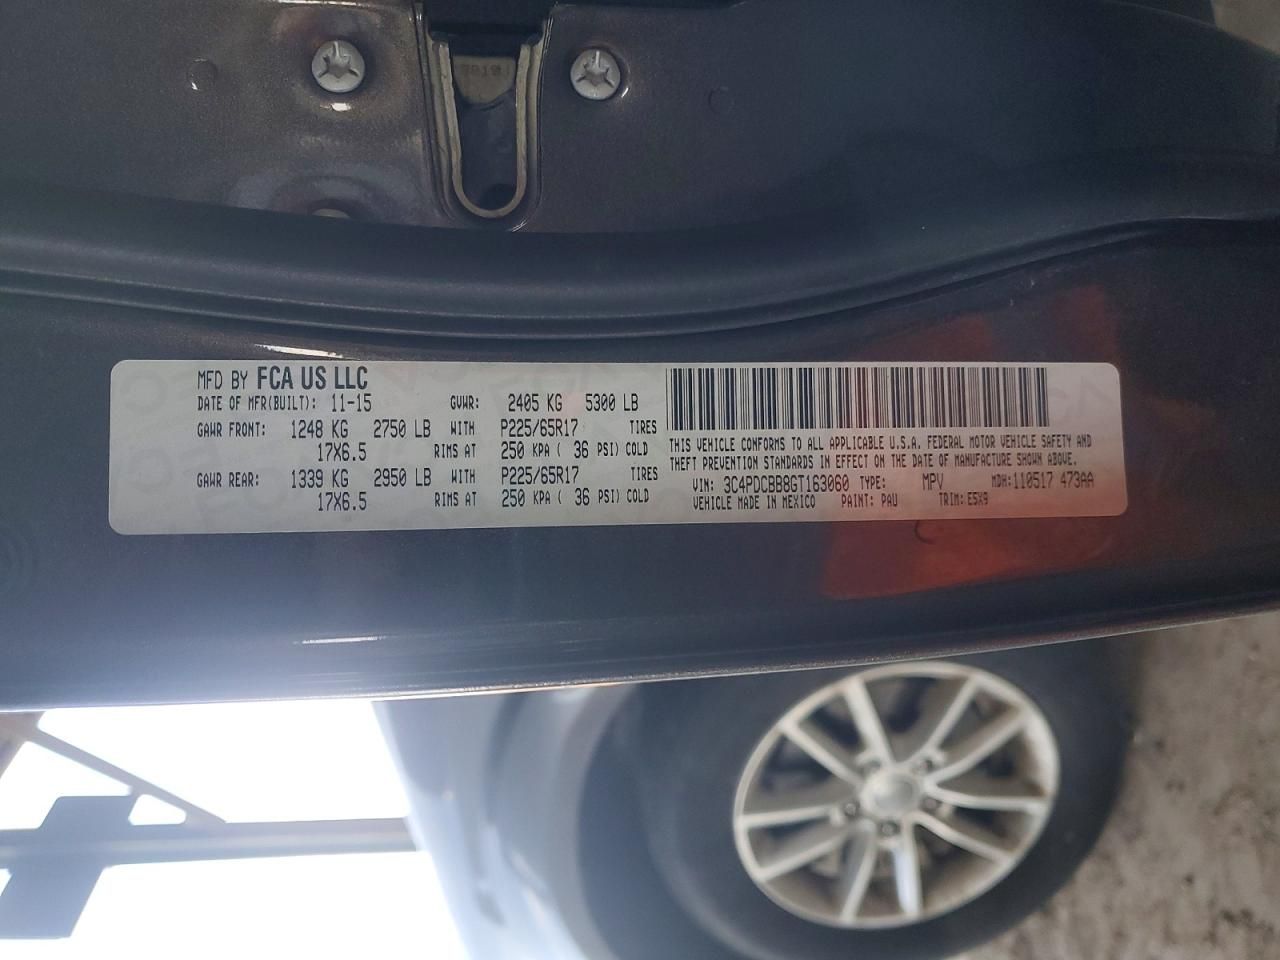 MFD BY FCA US LLC
DATE OF MFR(BUILT): 11-15 GVWR: 2405 KG 5300 LB
GAWR FRONT: 1248 KG 2750 LB WITH P225/65R17 TIRES
17X6.5 RIMS AT 250 KPA ( 36 PSI) COLD
GAWR REAR: 1339 KG 2950 LB WITH P225/65R17 TIRES
17X6.5 RIMS AT 250 KPA ( 36 PSI) COLD
THIS VEHICLE CONFORMS TO ALL APPLICABLE U.S.A. FEDERAL MOTOR VEHICLE SAFETY AND
THEFT PREVENTION STANDARDS IN EFFECT ON THE DATE OF MANUFACTURE SHOWN ABOVE.
VIN: 3C4PDCBB8GT163060 TYPE: MPV MDH: 110517 473AA
VEHICLE MADE IN MEXICO PAINT: PAU TRIM: E5X9